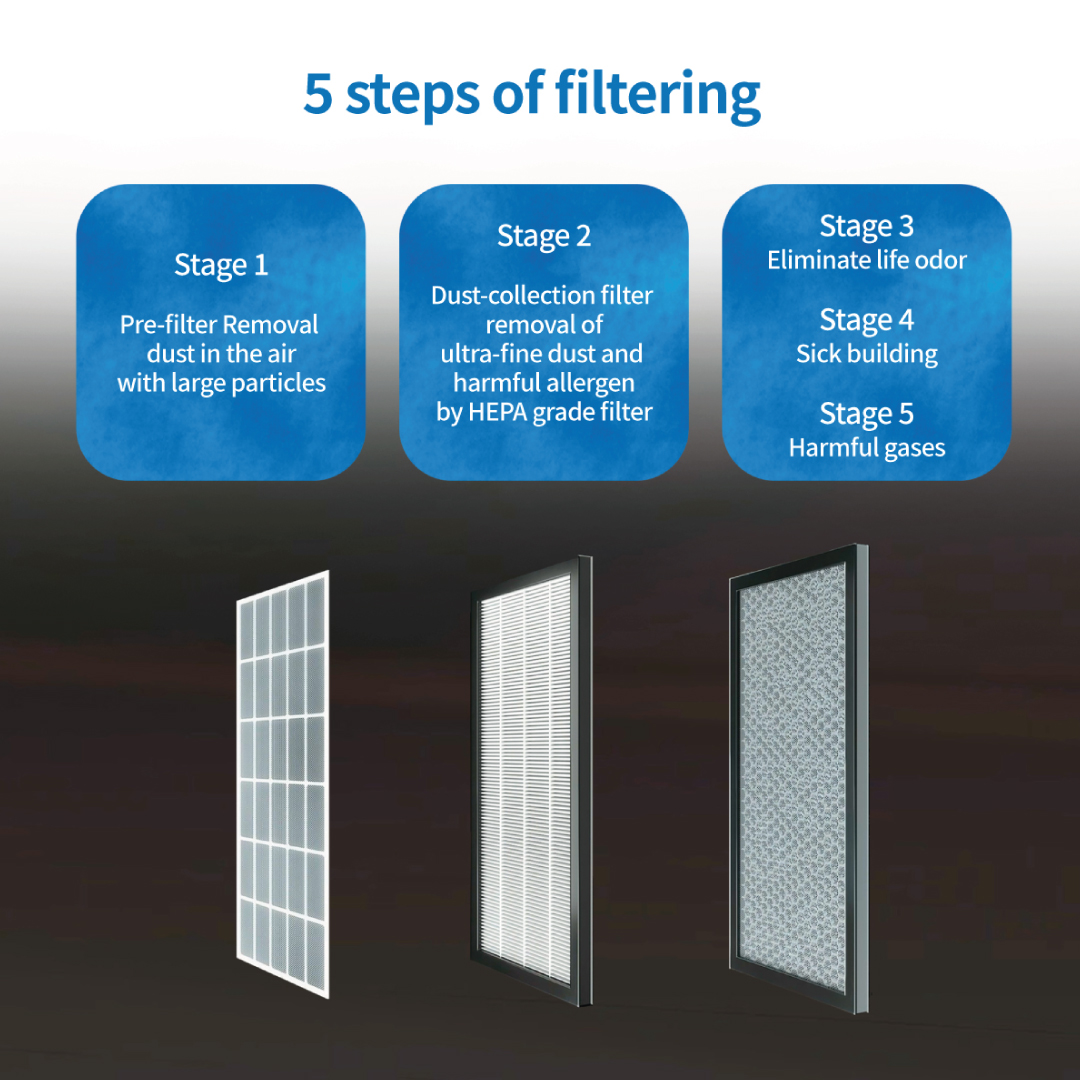 5 steps of filtering
Stage 1
Pre-filter Removal
dust in the air
with large particles
Stage 2
Dust-collection filter
removal of
ultra-fine dust and
harmful allergen
by HEPA grade filter
Stage 3
Eliminate life odor
Stage 4
Sick building
Stage 5
Harmful gases